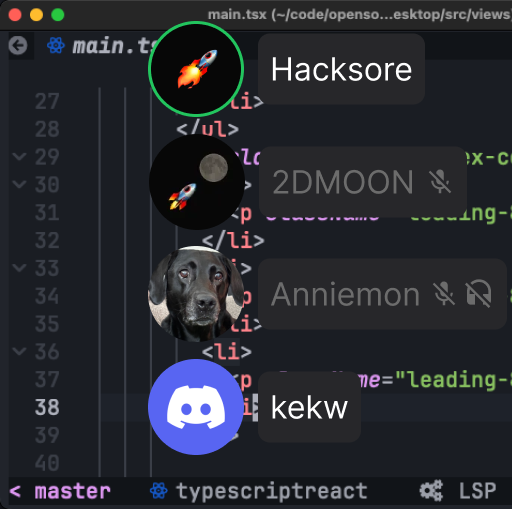 main.tsx (~/code/openso...esktop/src/views)
main.ts
Hacksore
27 li>
28 </ul>
29 ex-co
30 >
2DMOON
31 <p className="leading-8
32 </li>
33
Anniemon
34
35 li>
36 <li>
37 me="leading-8
38 i>
kekw
39 >
40
< master typescriptreact LSP